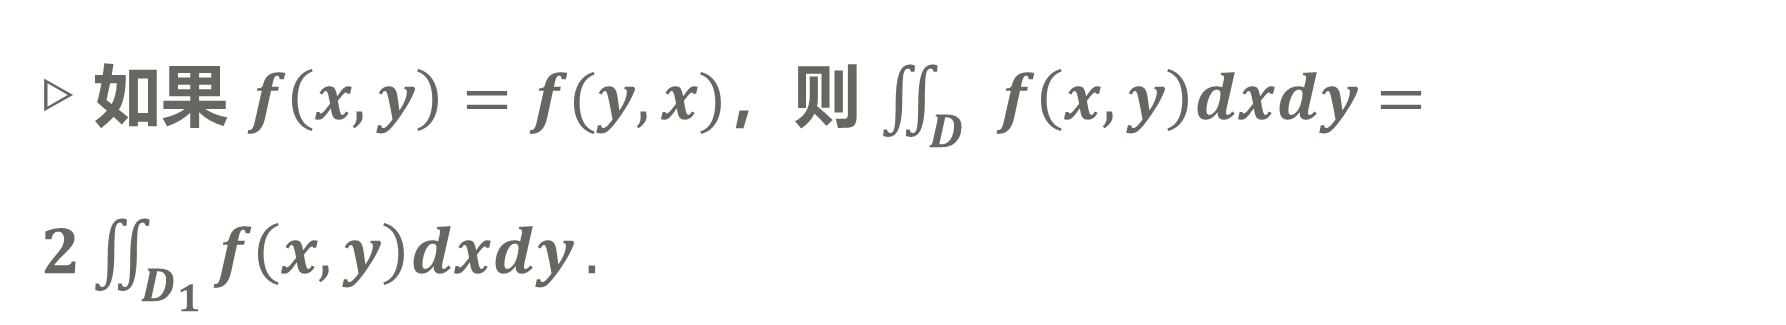 ▷ 如果 f(x,y) = f(y,x)，则 ∬_D f(x,y)dxdy =
2 ∬_{D_1} f(x,y)dxdy.